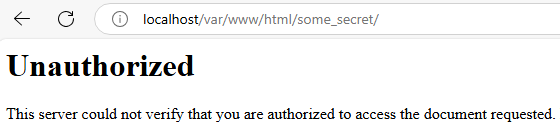 localhost/var/www/html/some_secret/
Unauthorized
This server could not verify that you are authorized to access the document requested.